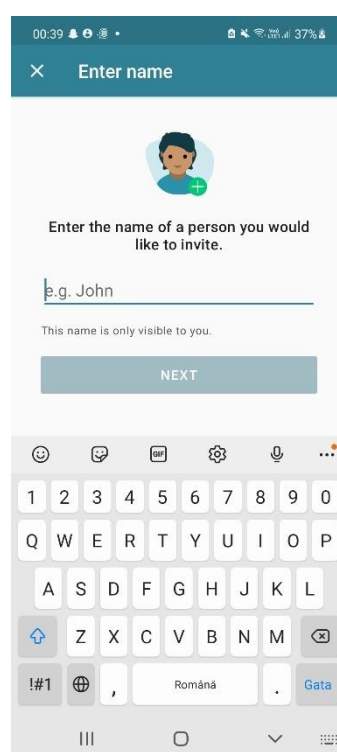 00:39 37%
Enter name
Enter the name of a person you would
like to invite.
e.g. John
This name is only visible to you.
NEXT
GIF
1 2 3 4 5 6 7 8 9 0
Q W E R T Y U I O P
A S D F G H J K L
Z X C V B N M
!#1 , Română . Gata